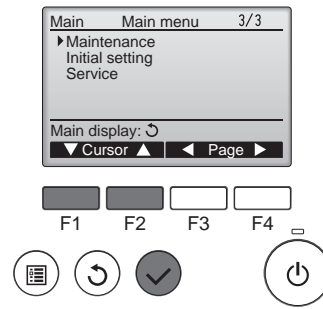 Main Main menu 3/3
Maintenance
Initial setting
Service
Main display:
Cursor Page
F1 F2 F3 F4